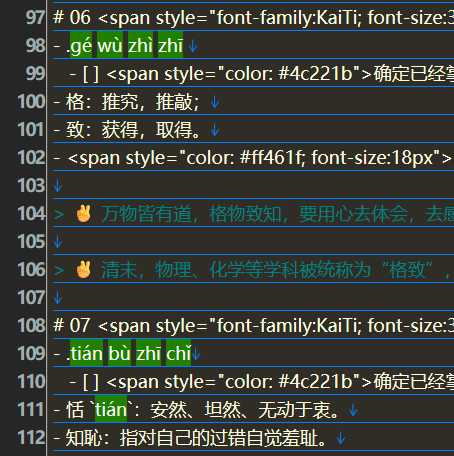 97 # 06 <span style="font-family:KaiTi; font-size:3
98 - .gé wù zhì zhī ↓
99 - [ ] <span style="color: #4c221b">确定已经掌
100 - 格：推究，推敲；↓
101 - 致：获得，取得。↓
102 - <span style="color: #ff461f; font-size:18px">
103 ↓
104 > ✌ 万物皆有道，格物致知，要用心去体会，去感
105 ↓
106 > ✌ 清末，物理、化学等学科被统称为“格致”，
107 ↓
108 # 07 <span style="font-family:KaiTi; font-size:3
109 - .tián bù zhī chǐ↓
110 - [ ] <span style="color: #4c221b">确定已经掌
111 - 恬 `tián`：安然、坦然、无动于衷。↓
112 - 知恥：指对自己的过错自觉羞耻。↓